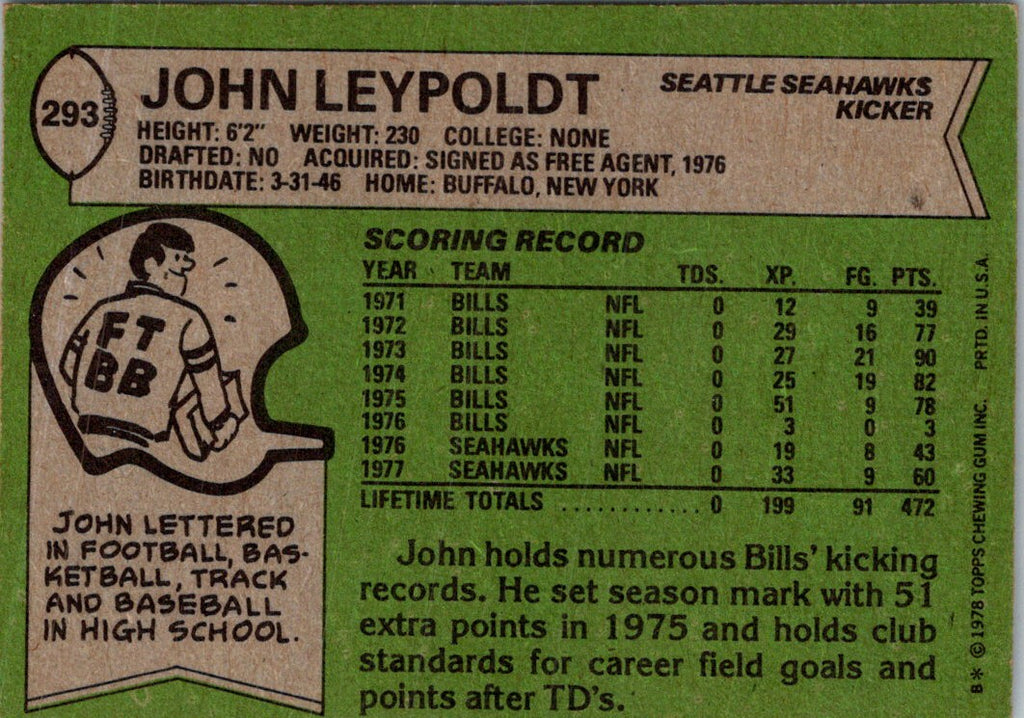 293
JOHN LEYPOLDT
SEATTLE SEAHAWKS
KICKER
HEIGHT: 6'2" WEIGHT: 230 COLLEGE: NONE
DRAFTED: NO ACQUIRED: SIGNED AS FREE AGENT, 1976
BIRTHDATE: 3-31-46 HOME: BUFFALO, NEW YORK
FT
BB
JOHN LETTERED
IN FOOTBALL, BAS-
KETBALL, TRACK
AND BASEBALL
IN HIGH SCHOOL.
SCORING RECORD
YEAR TEAM TDS. XP. FG. PTS.
1971 BILLS NFL 0 12 9 39
1972 BILLS NFL 0 29 16 77
1973 BILLS NFL 0 27 21 90
1974 BILLS NFL 0 25 19 82
1975 BILLS NFL 0 51 9 78
1976 BILLS NFL 0 3 0 3
1976 SEAHAWKS NFL 0 19 8 43
1977 SEAHAWKS NFL 0 33 9 60
LIFETIME TOTALS ............ 0 199 91 472
John holds numerous Bills' kicking
records. He set season mark with 51
extra points in 1975 and holds club
standards for career field goals and
points after TD's.
B* © 1978 TOPPS CHEWING GUM INC. PRTD. IN U.S.A.